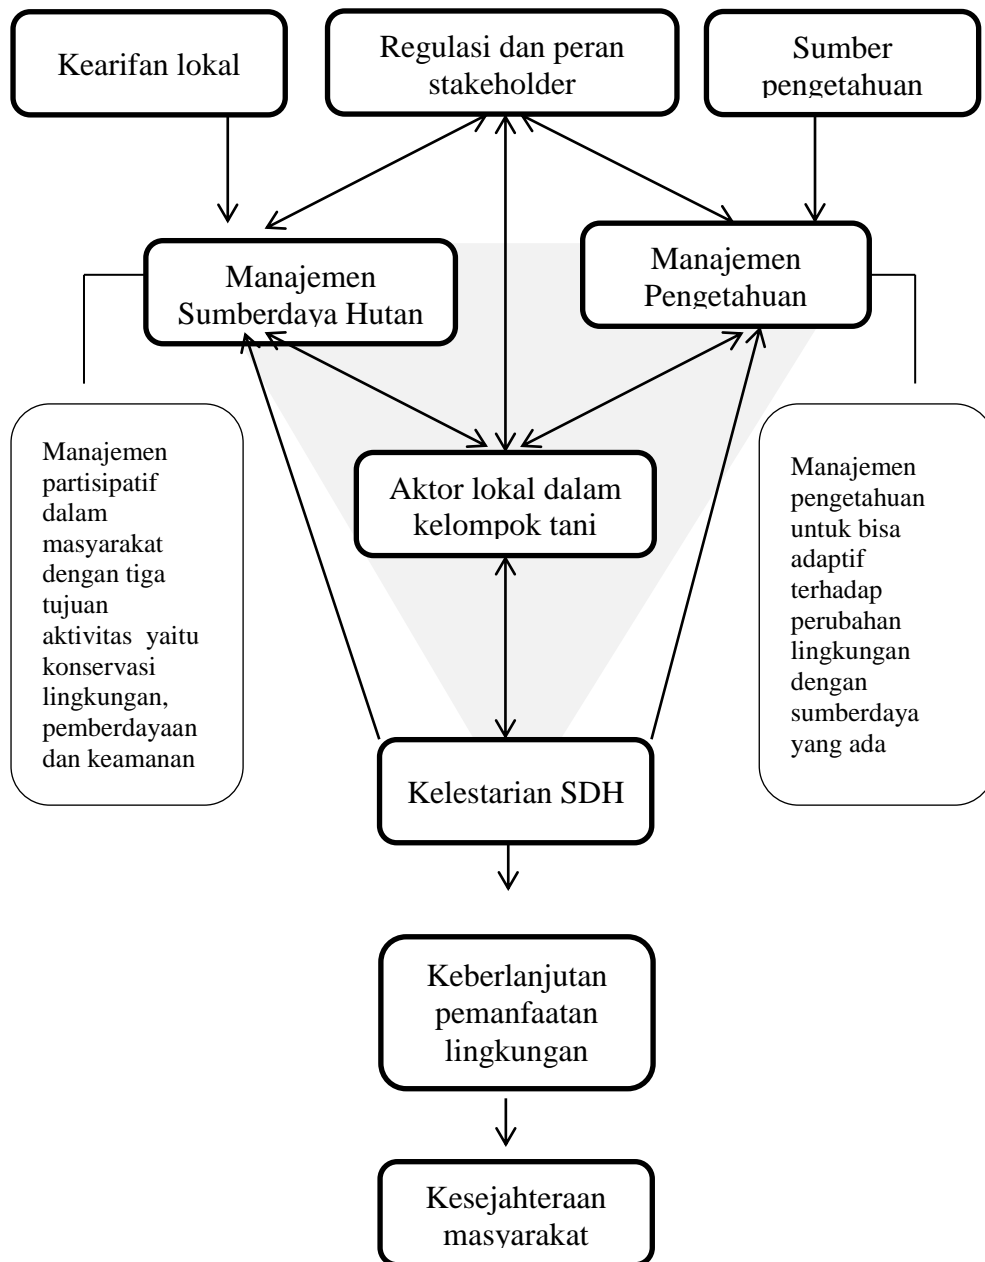 Kearifan lokal
Regulasi dan peran
stakeholder
Sumber
pengetahuan
Manajemen
Sumberdaya Hutan
Manajemen
Pengetahuan
Manajemen
partisipatif
dalam
masyarakat
dengan tiga
tujuan
aktivitas yaitu
konservasi
lingkungan,
pemberdayaan
dan keamanan
Aktor lokal dalam
kelompok tani
Manajemen
pengetahuan
untuk bisa
adaptif
terhadap
perubahan
lingkungan
dengan
sumberdaya
yang ada
Kelestarian SDH
Keberlanjutan
pemanfaatan
lingkungan
Kesejahteraan
masyarakat